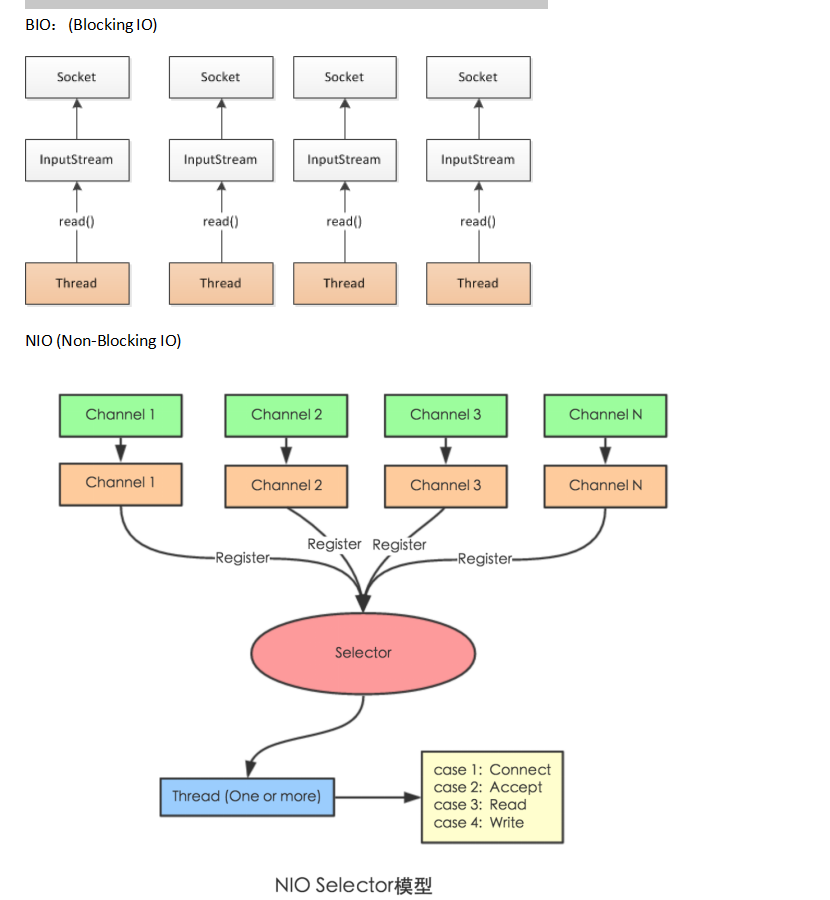 BIO： (Blocking IO)
Socket Socket Socket Socket
InputStream InputStream InputStream InputStream
read() read() read() read()
Thread Thread Thread Thread
NIO (Non-Blocking IO)
Channel 1 Channel 2 Channel 3 Channel N
Channel 1 Channel 2 Channel 3 Channel N
Register Register Register Register
Selector
Thread (One or more)
case 1: Connect
case 2: Accept
case 3: Read
case 4: Write
NIO Selector模型